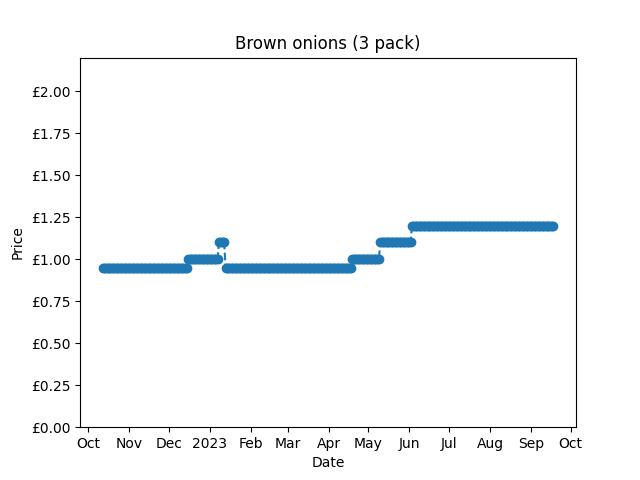 Brown onions (3 pack)
£2.00
£1.75
£1.50
£1.25
£1.00
£0.75
£0.50
£0.25
£0.00
Price
Oct Nov Dec 2023 Feb Mar Apr May Jun Jul Aug Sep Oct
Date